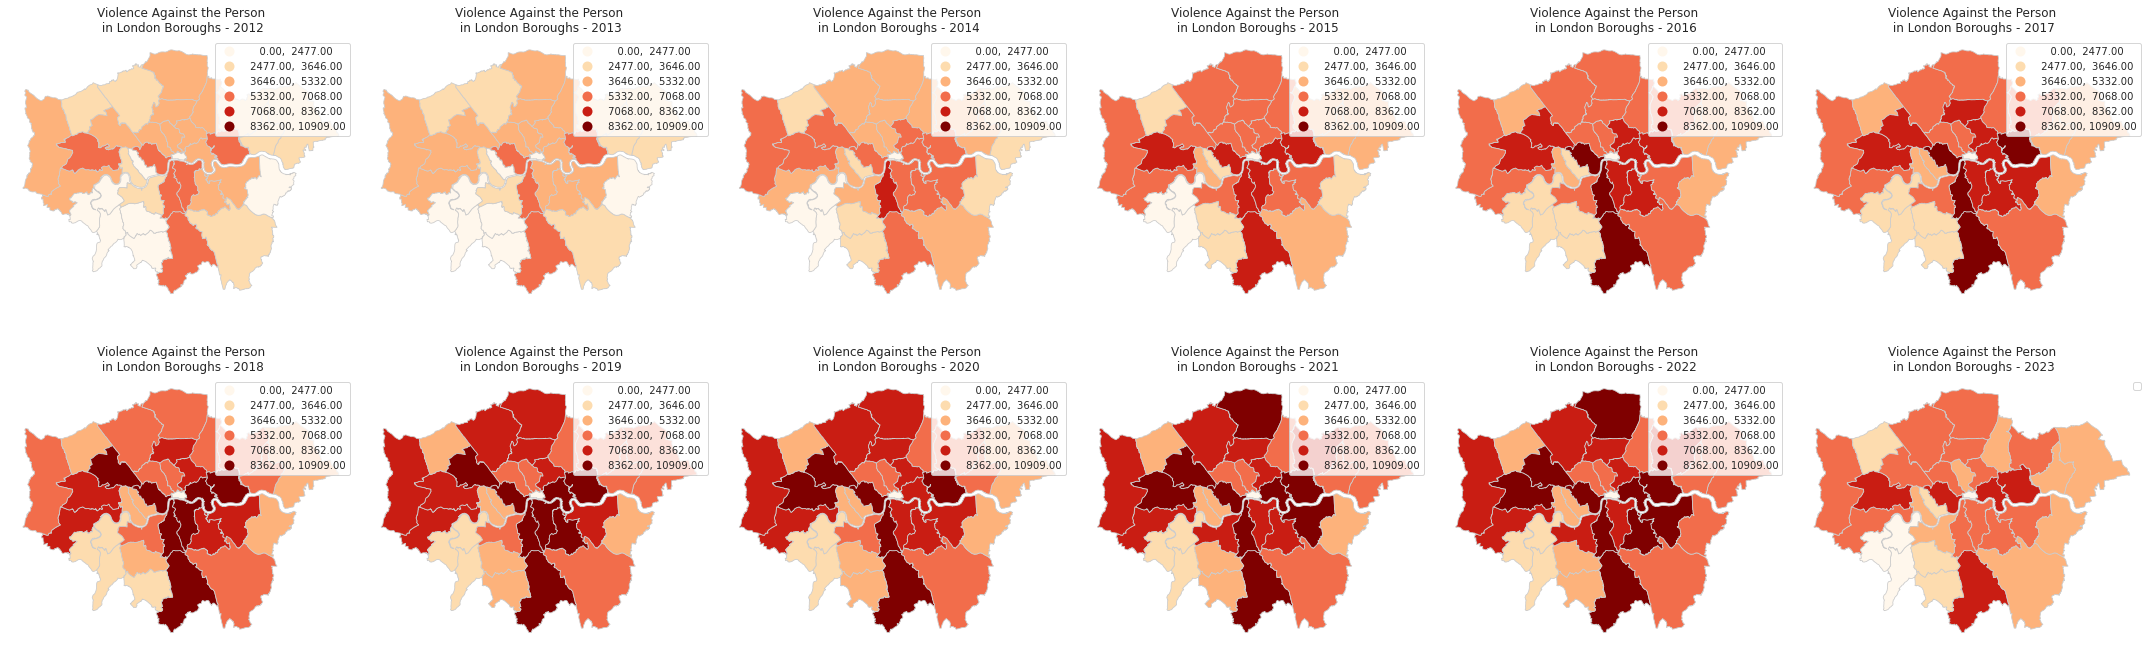 Violence Against the Person
in London Boroughs - 2012
0.00, 2477.00
2477.00, 3646.00
3646.00, 5332.00
5332.00, 7068.00
7068.00, 8362.00
8362.00, 10909.00
Violence Against the Person
in London Boroughs - 2013
0.00, 2477.00
2477.00, 3646.00
3646.00, 5332.00
5332.00, 7068.00
7068.00, 8362.00
8362.00, 10909.00
Violence Against the Person
in London Boroughs - 2014
0.00, 2477.00
2477.00, 3646.00
3646.00, 5332.00
5332.00, 7068.00
7068.00, 8362.00
8362.00, 10909.00
Violence Against the Person
in London Boroughs - 2015
0.00, 2477.00
2477.00, 3646.00
3646.00, 5332.00
5332.00, 7068.00
7068.00, 8362.00
8362.00, 10909.00
Violence Against the Person
in London Boroughs - 2016
0.00, 2477.00
2477.00, 3646.00
3646.00, 5332.00
5332.00, 7068.00
7068.00, 8362.00
8362.00, 10909.00
Violence Against the Person
in London Boroughs - 2017
0.00, 2477.00
2477.00, 3646.00
3646.00, 5332.00
5332.00, 7068.00
7068.00, 8362.00
8362.00, 10909.00
Violence Against the Person
in London Boroughs - 2018
0.00, 2477.00
2477.00, 3646.00
3646.00, 5332.00
5332.00, 7068.00
7068.00, 8362.00
8362.00, 10909.00
Violence Against the Person
in London Boroughs - 2019
0.00, 2477.00
2477.00, 3646.00
3646.00, 5332.00
5332.00, 7068.00
7068.00, 8362.00
8362.00, 10909.00
Violence Against the Person
in London Boroughs - 2020
0.00, 2477.00
2477.00, 3646.00
3646.00, 5332.00
5332.00, 7068.00
7068.00, 8362.00
8362.00, 10909.00
Violence Against the Person
in London Boroughs - 2021
0.00, 2477.00
2477.00, 3646.00
3646.00, 5332.00
5332.00, 7068.00
7068.00, 8362.00
8362.00, 10909.00
Violence Against the Person
in London Boroughs - 2022
0.00, 2477.00
2477.00, 3646.00
3646.00, 5332.00
5332.00, 7068.00
7068.00, 8362.00
8362.00, 10909.00
Violence Against the Person
in London Boroughs - 2023